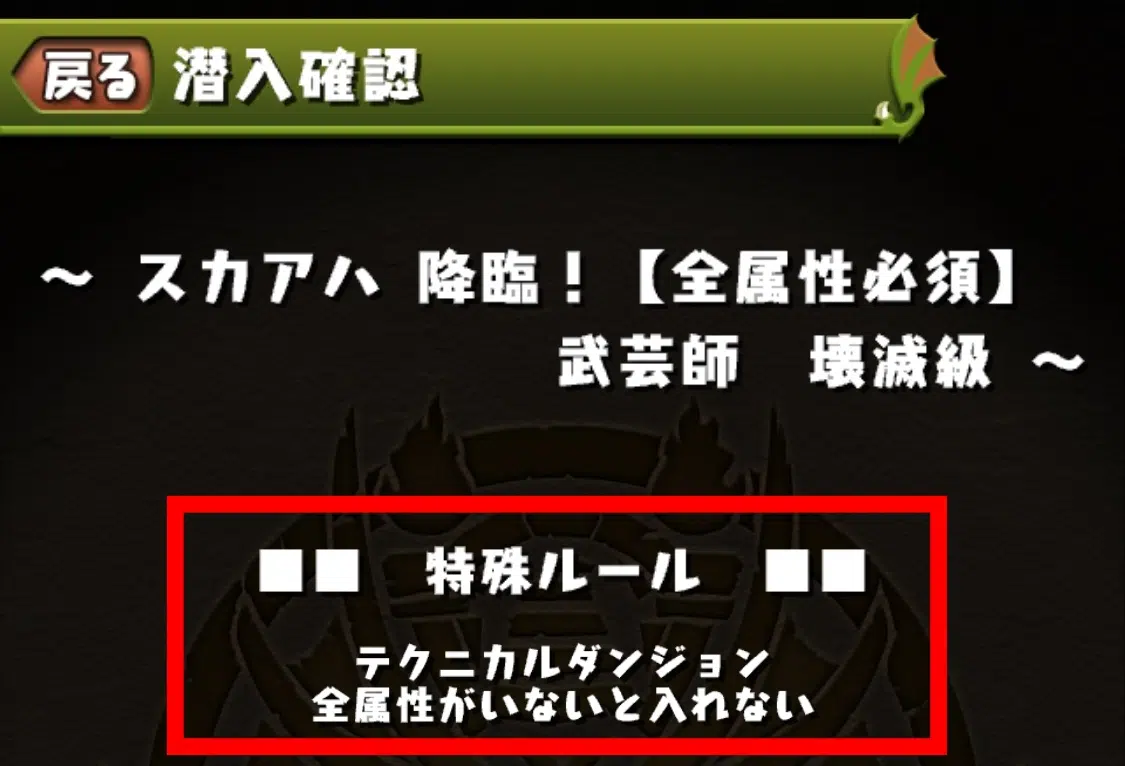 戻る 潜入確認
～ スカアハ 降臨！【全属性必須】
武芸師 壊滅級 ～
■■ 特殊ルール ■■
テクニカルダンジョン
全属性がいないと入れない